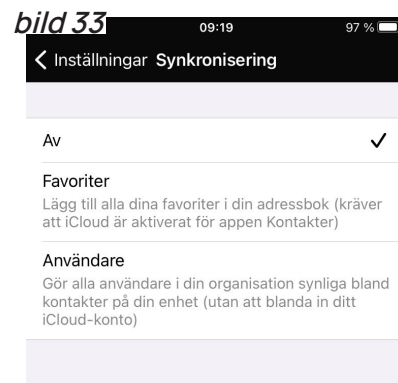 bild 33
09:19 97 %
Inställningar Synkronisering
Av
Favoriter
Lägg till alla dina favoriter i din adressbok (kräver
att iCloud är aktiverat för appen Kontakter)
Användare
Gör alla användare i din organisation synliga bland
kontakter på din enhet (utan att blanda in ditt
iCloud-konto)